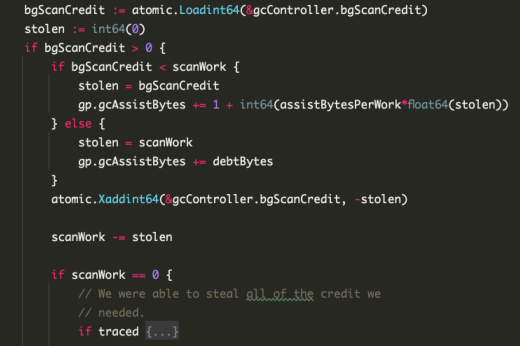 bgScanCredit := atomic.Loadint64(&gcController.bgScanCredit)
stolen := int64(0)
if bgScanCredit > 0 {
if bgScanCredit < scanWork {
stolen = bgScanCredit
gp.gcAssistBytes += 1 + int64(assistBytesPerWork*float64(stolen))
} else {
stolen = scanWork
gp.gcAssistBytes += debtBytes
}
atomic.Xaddint64(&gcController.bgScanCredit, -stolen)
scanWork -= stolen
if scanWork == 0 {
// We were able to steal all of the credit we
// needed.
if traced {...}